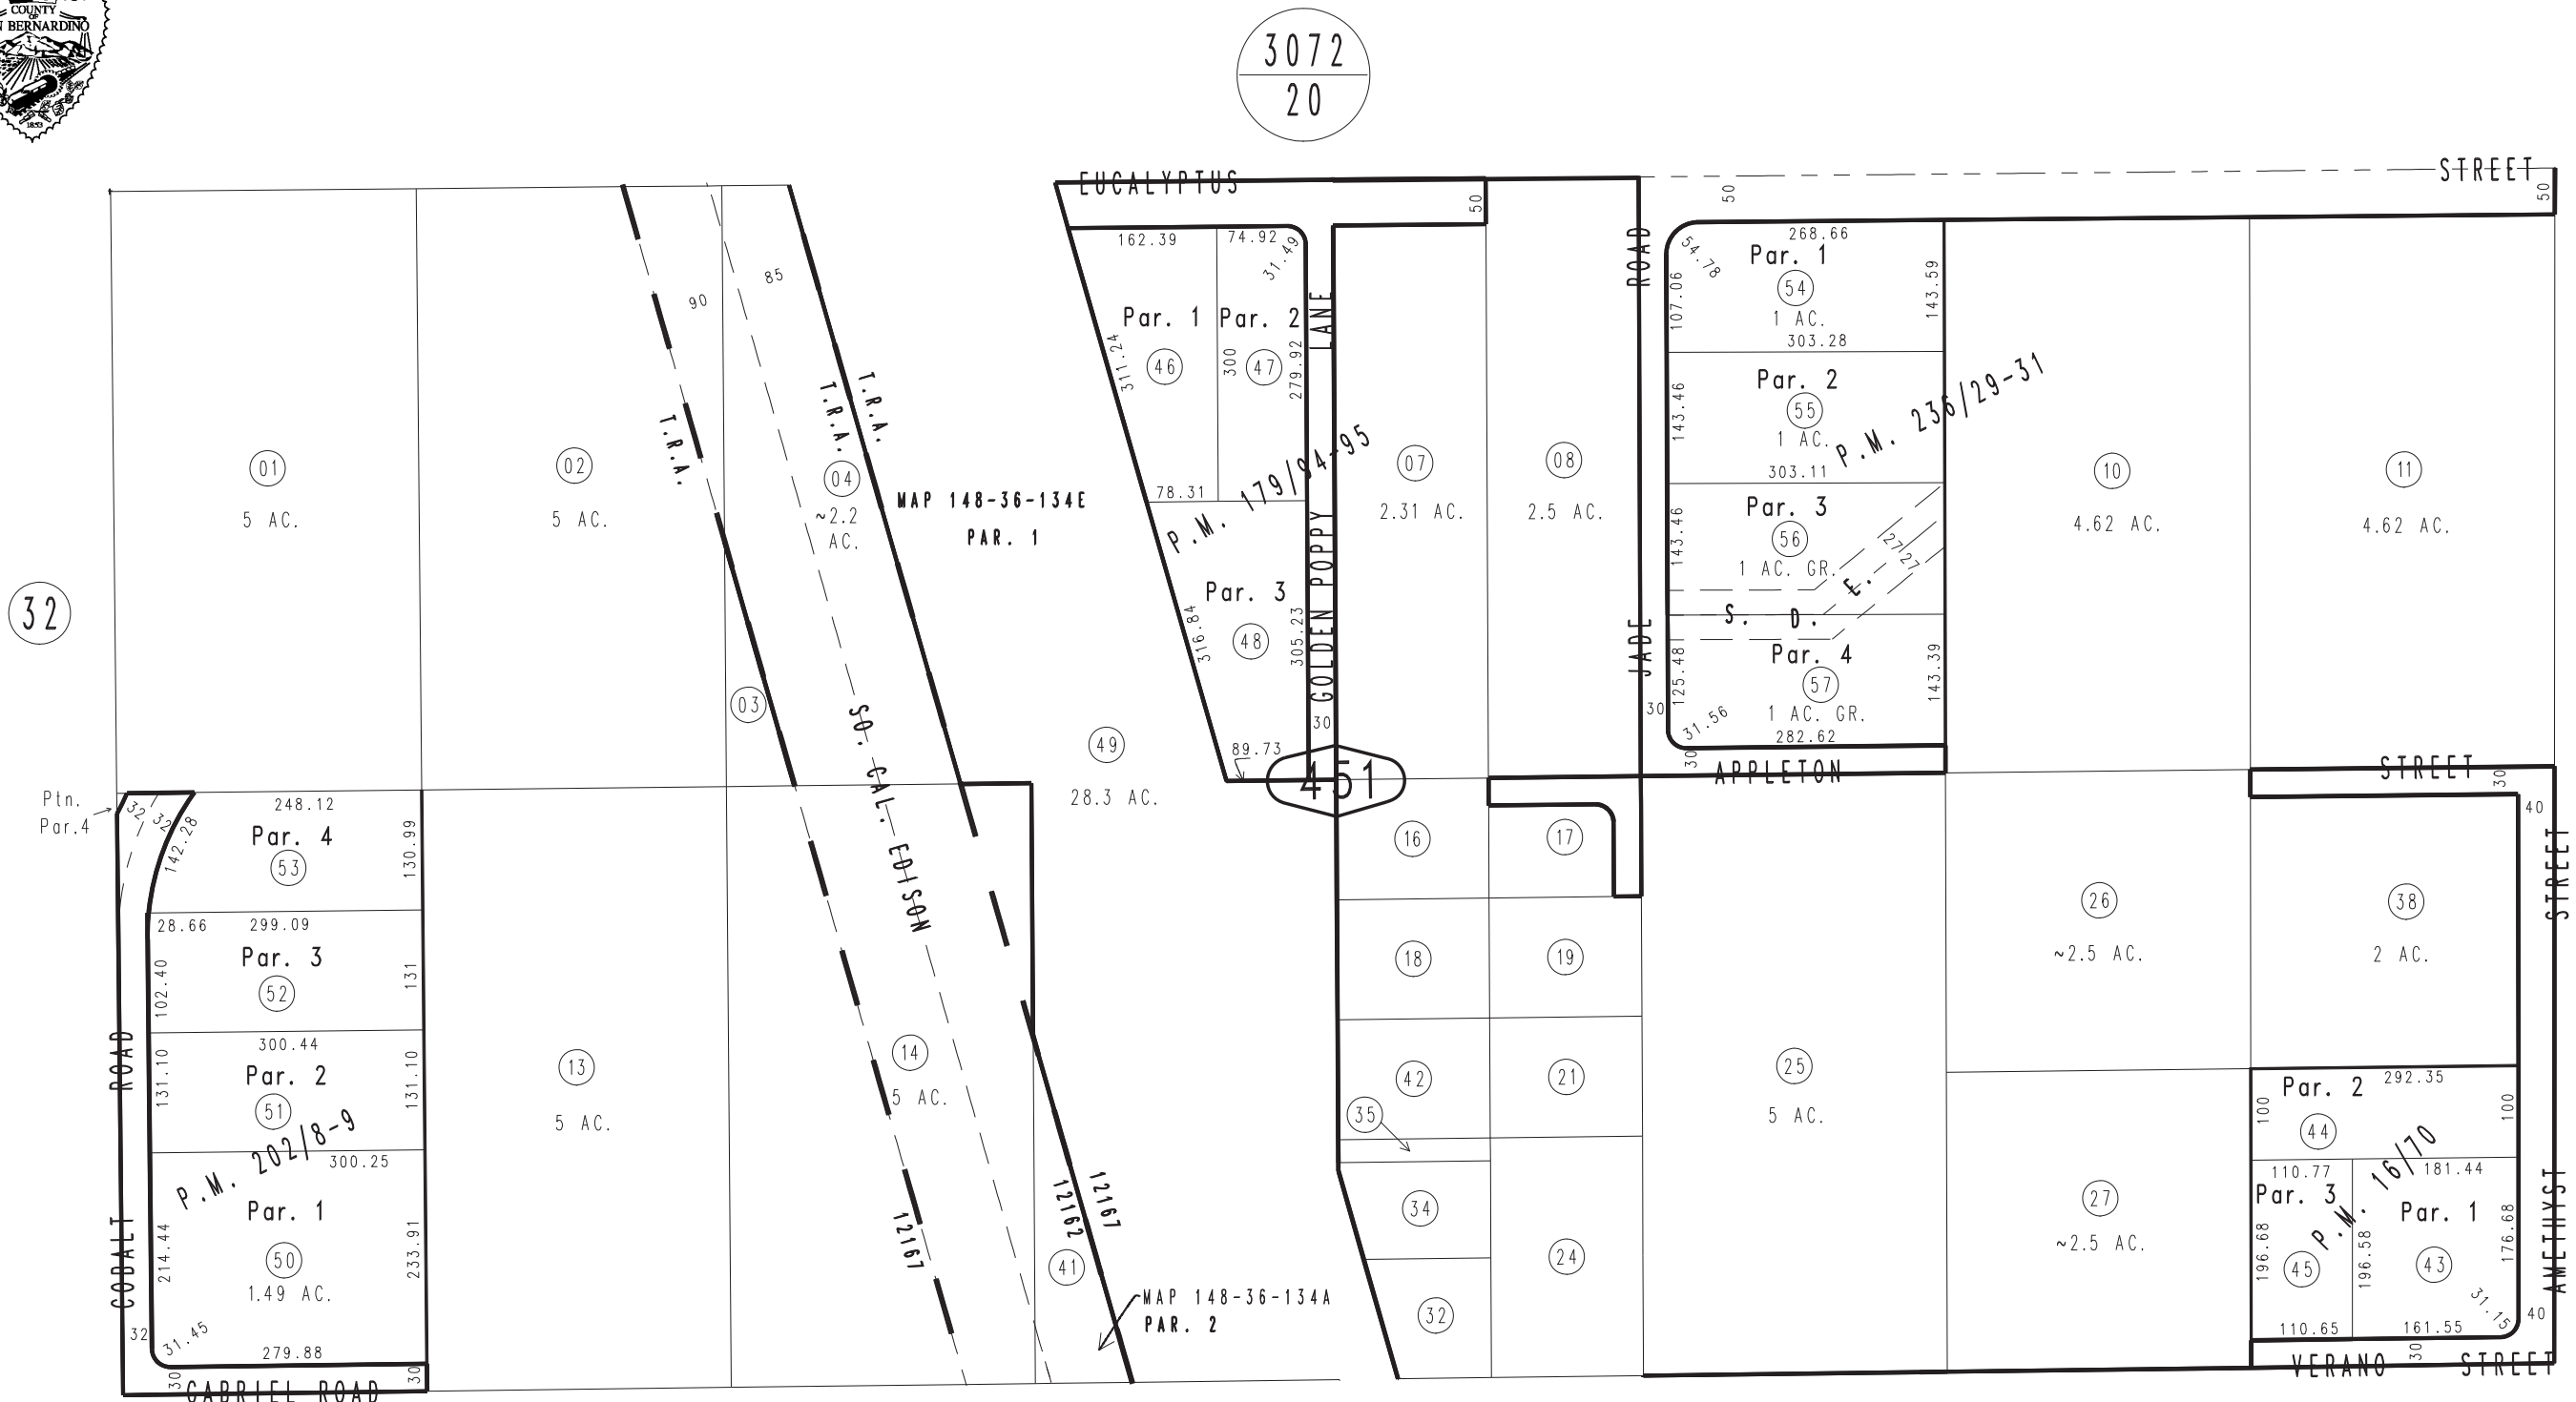 COUNTY
OF
N BERNARDINO
1853
3072
20
EUCALYPTUS
STREET
50
50
50
162.39
74.92
31.49
268.66
54.78
Par. 1
54
1 AC.
303.28
107.06
143.59
ROAD
85
90
Par. 1
46
311.24
Par. 2
47
300
279.92
LANE
Par. 2
55
1 AC.
303.11
143.46
P.M. 236/29-31
T.R.A.
T.R.A.
T.R.A.
01
5 AC.
02
5 AC.
04
~2.2
AC.
MAP 148-36-134E
PAR. 1
78.31
P.M. 179/94-95
07
2.31 AC.
08
2.5 AC.
Par. 3
56
1 AC. GR.
143.46
27
27
S. D. E.
10
4.62 AC.
11
4.62 AC.
32
Par. 3
48
316.84
305.23
GOLDEN POPPY
30
89.73
JADE
30
Par. 4
57
1 AC. GR.
125.48
143.39
31.56
282.62
30
03
SO. CAL. EDISON
49
28.3 AC.
451
APPLETON
STREET
30
40
Ptn.
Par.4
32
32
142.28
248.12
Par. 4
53
130.99
28.66
299.09
Par. 3
52
102.40
131
300.44
Par. 2
51
131.10
131.10
P.M. 202/8-9
300.25
Par. 1
50
1.49 AC.
214.44
233.91
31.45
279.88
32
30
30
COBALT
ROAD
GABRIEL ROAD
13
5 AC.
14
5 AC.
12167
12162
12167
41
MAP 148-36-134A
PAR. 2
16
17
18
19
42
21
35
34
24
32
25
5 AC.
26
~2.5 AC.
27
~2.5 AC.
38
2 AC.
STREET
Par. 2
292.35
44
100
100
110.77
181.44
P.M. 16/70
Par. 3
45
196.68
196.58
Par. 1
43
176.68
31.15
110.65
161.55
40
30
AMETHYST
VERANO
STREET